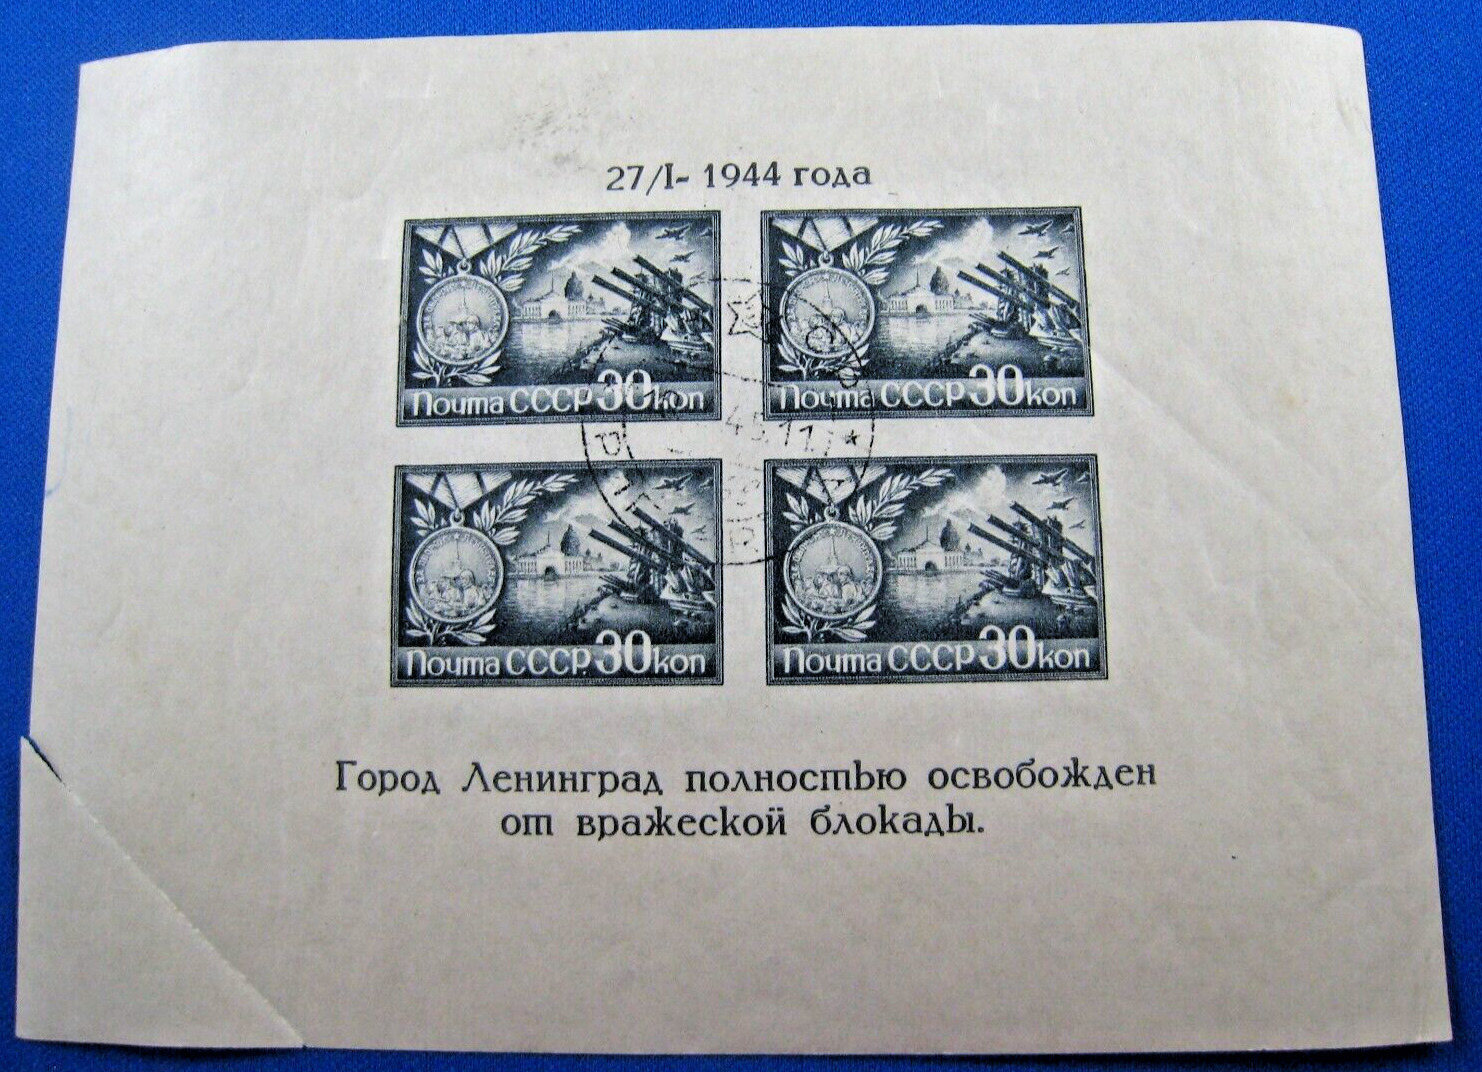 27/I- 1944 года
Почта СССР 30 коп
Почта СССР 30 коп
Почта СССР 30 коп
Почта СССР 30 коп
Город Ленинград полностью освобожден
от вражеской блокады.